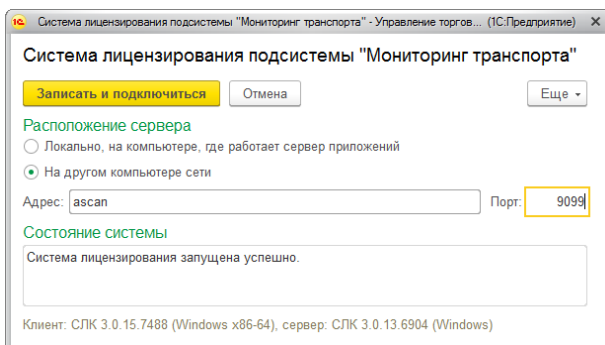 1С Система лицензирования подсистемы "Мониторинг транспорта" - Управление торгов... (1С:Предприятие) ×
Система лицензирования подсистемы "Мониторинг транспорта"
Записать и подключиться Отмена Еще
Расположение сервера
Локально, на компьютере, где работает сервер приложений
На другом компьютере сети
Адрес: ascan Порт: 9099
Состояние системы
Система лицензирования запущена успешно.
Клиент: СЛК 3.0.15.7488 (Windows x86-64), сервер: СЛК 3.0.13.6904 (Windows)